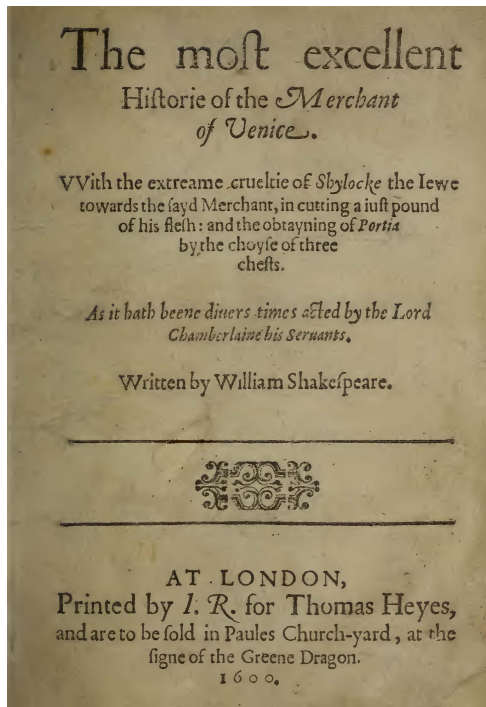 The moſt excellent
Hiſtorie of the Merchant
of Venice.
VVith the extreame crueltie of Shylocke the Iewe
towards the ſayd Merchant, in cutting a iuſt pound
of his fleſh: and the obtayning of Portia
by the choyſe of three
cheſts.
As it hath beene diuers times acted by the Lord
Chamberlaine his Seruants.
Written by William Shakeſpeare.
AT LONDON,
Printed by I. R. for Thomas Heyes,
and are to be ſold in Paules Church-yard, at the
ſigne of the Greene Dragon.
1600.